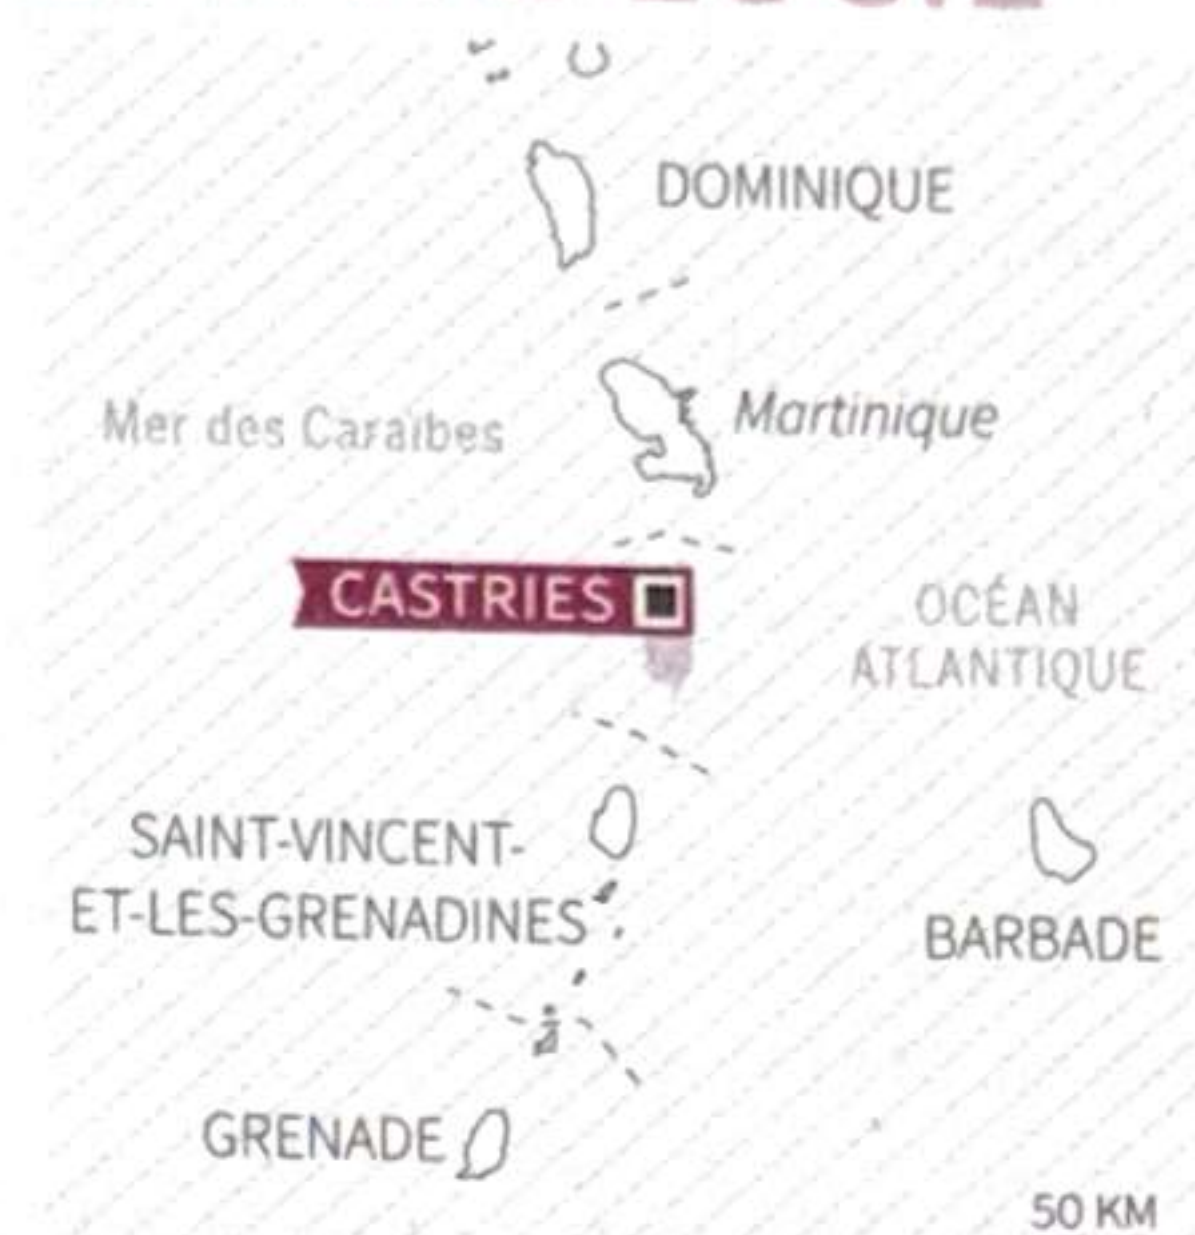 DOMINIQUE
Mer des Caraïbes
Martinique
CASTRIES
OCÉAN
ATLANTIQUE
SAINT-VINCENT-
ET-LES-GRENADINES
BARBADE
GRENADE
50 KM